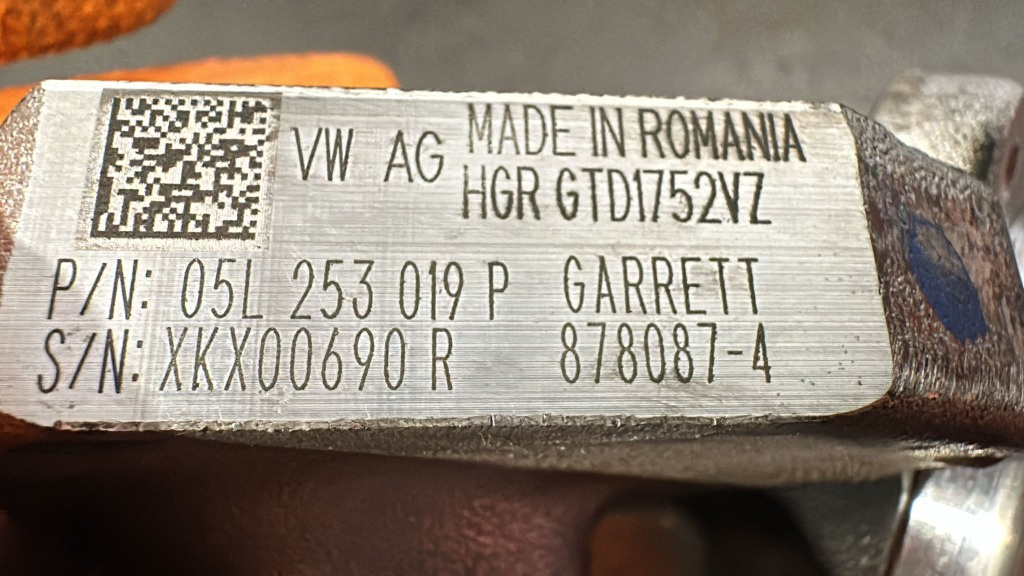 VW AG MADE IN ROMANIA
HGR GTD1752VZ
P/N: 05L 253 019 P GARRETT
S/N: XKX00690 R 878087-4